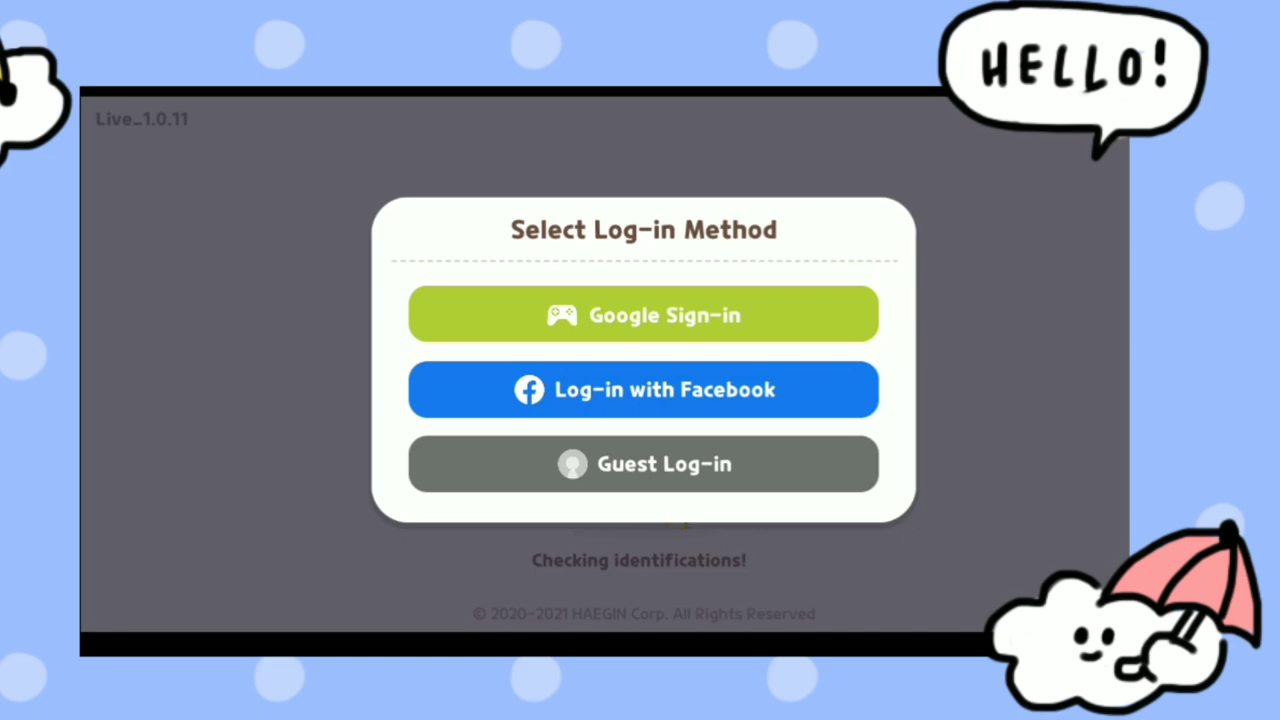 HELLO!
Live_1.0.11
Select Log-in Method
Google Sign-in
Log-in with Facebook
Guest Log-in
Checking identifications!
© 2020-2021 HAEGIN Corp. All Rights Reserved